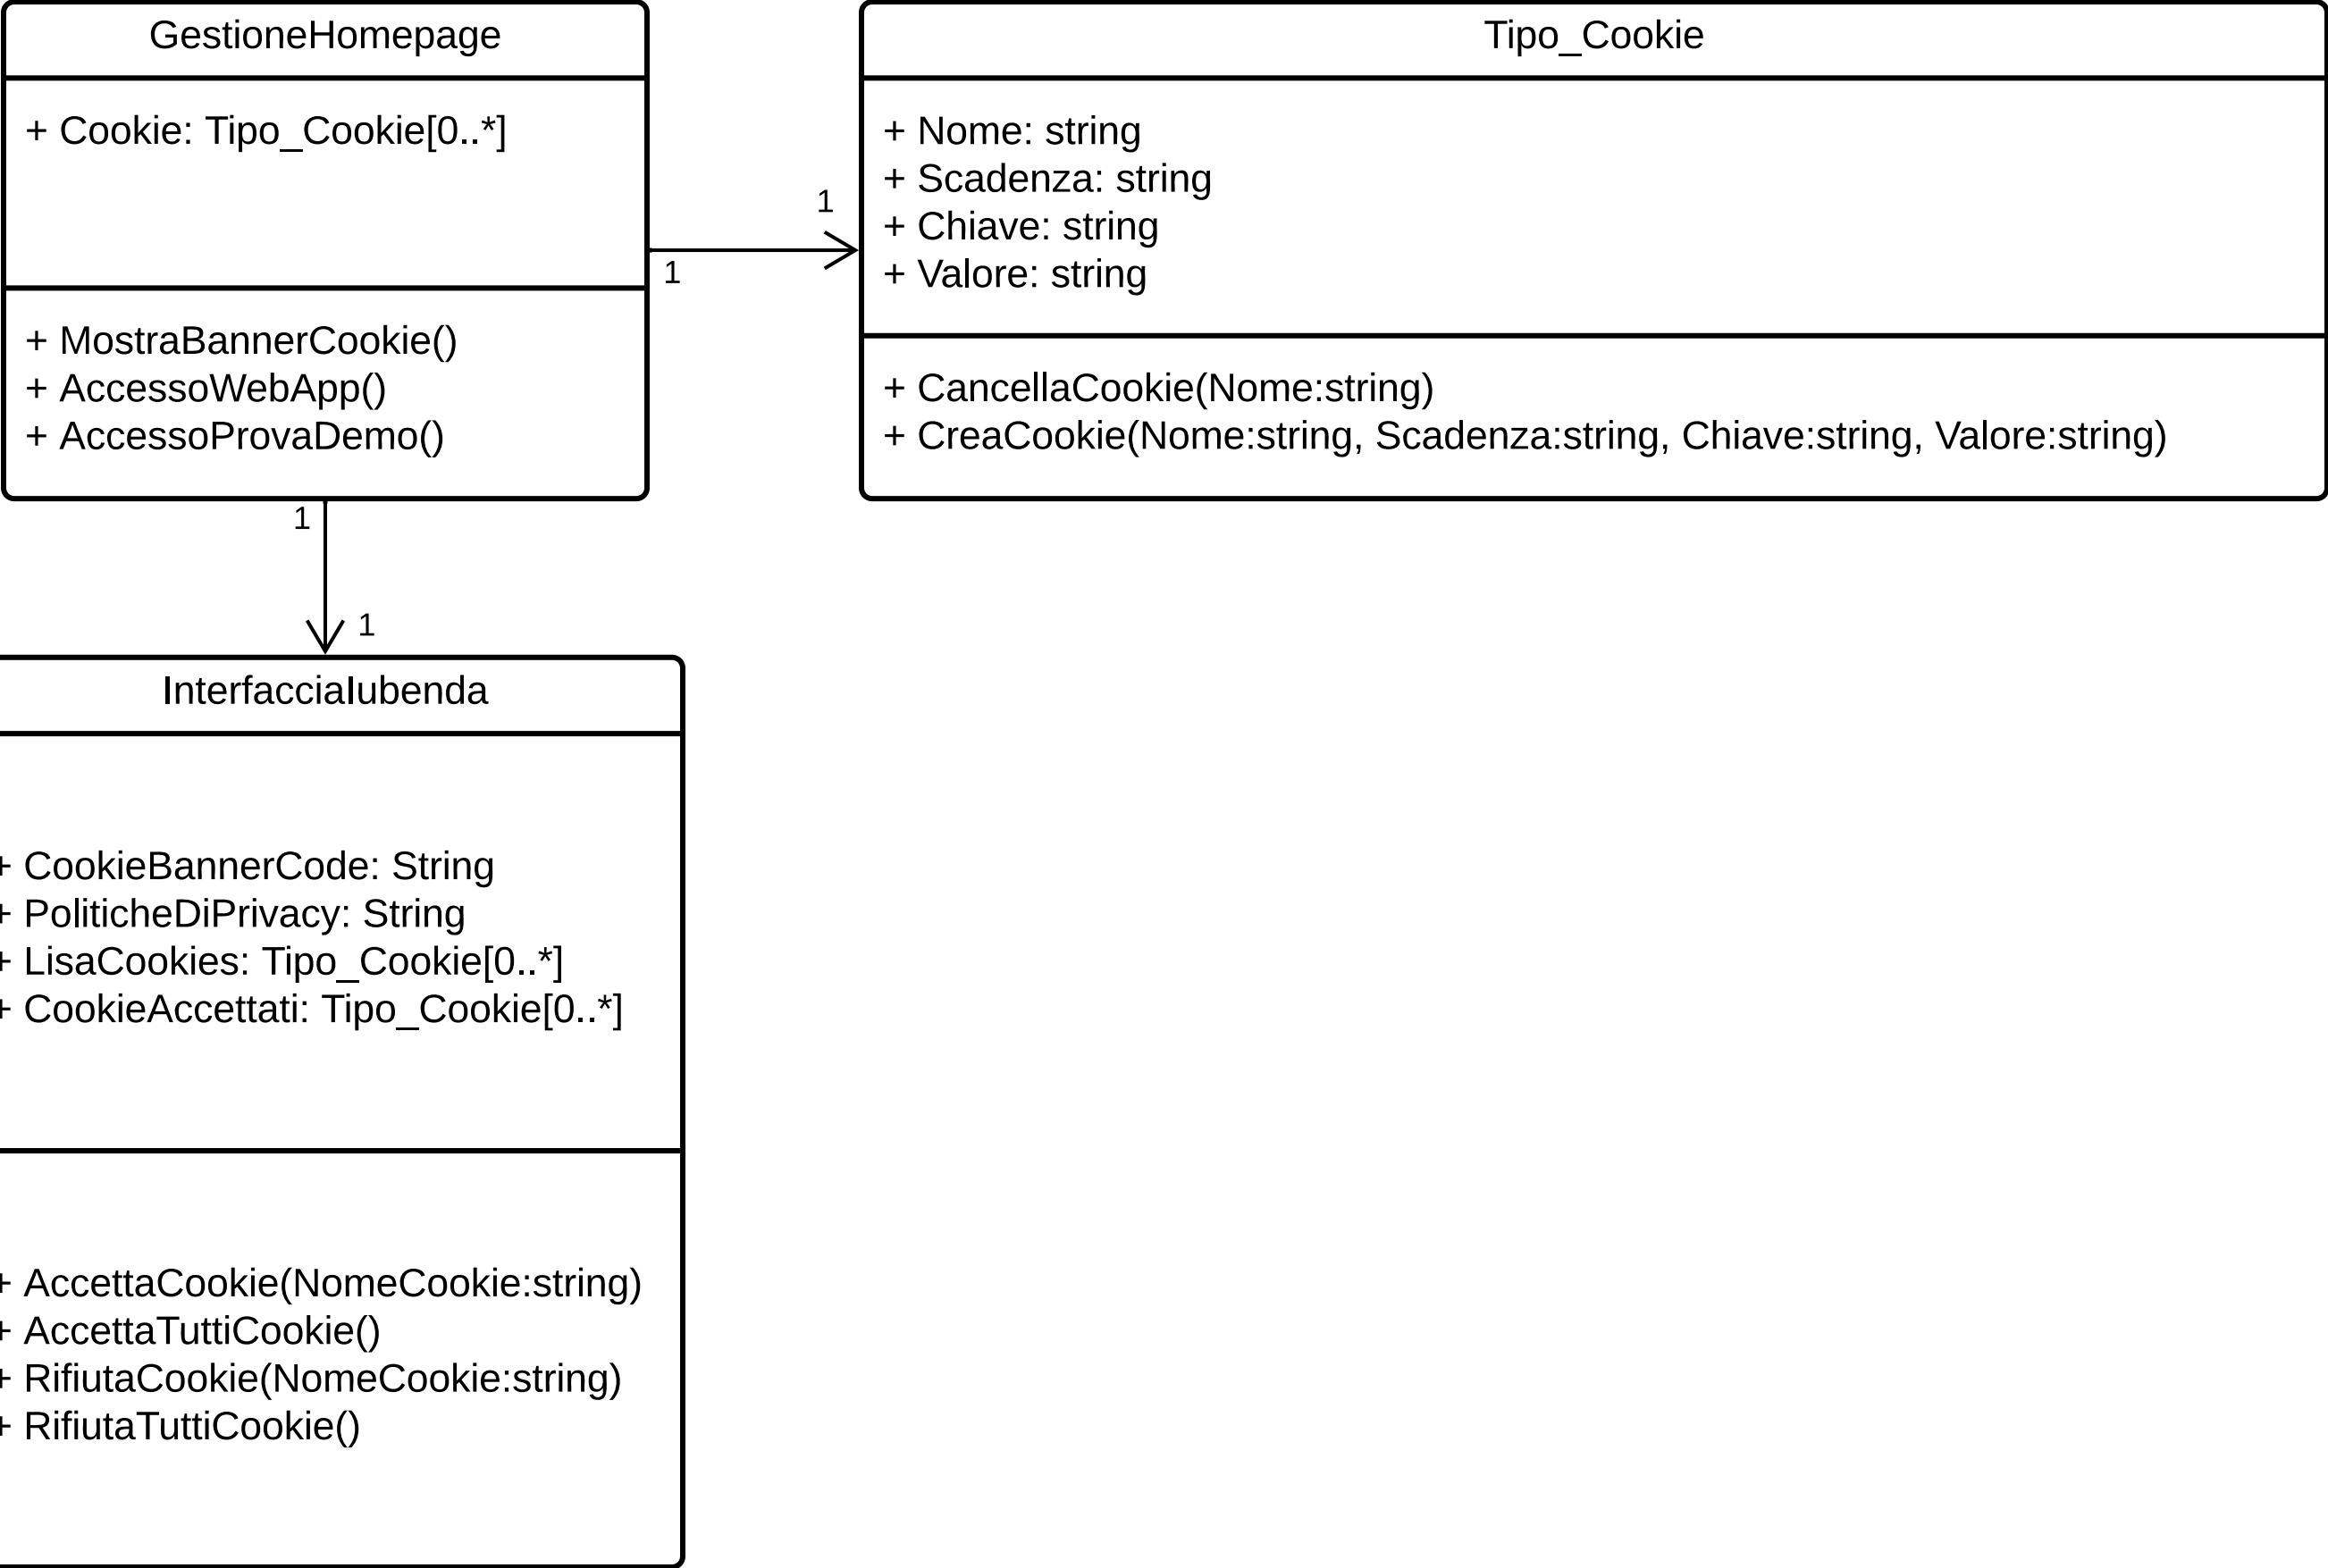 GestioneHomepage
+ Cookie: Tipo_Cookie[0..*]
+ MostraBannerCookie()
+ AccessoWebApp()
+ AccessoProvaDemo()
1
1
Tipo_Cookie
+ Nome: string
+ Scadenza: string
+ Chiave: string
+ Valore: string
+ CancellaCookie(Nome:string)
+ CreaCookie(Nome:string, Scadenza:string, Chiave:string, Valore:string)
1
1
InterfacciaIubenda
+ CookieBannerCode: String
+ PoliticheDiPrivacy: String
+ LisaCookies: Tipo_Cookie[0..*]
+ CookieAccettati: Tipo_Cookie[0..*]
+ AccettaCookie(NomeCookie:string)
+ AccettaTuttiCookie()
+ RifiutaCookie(NomeCookie:string)
+ RifiutaTuttiCookie()